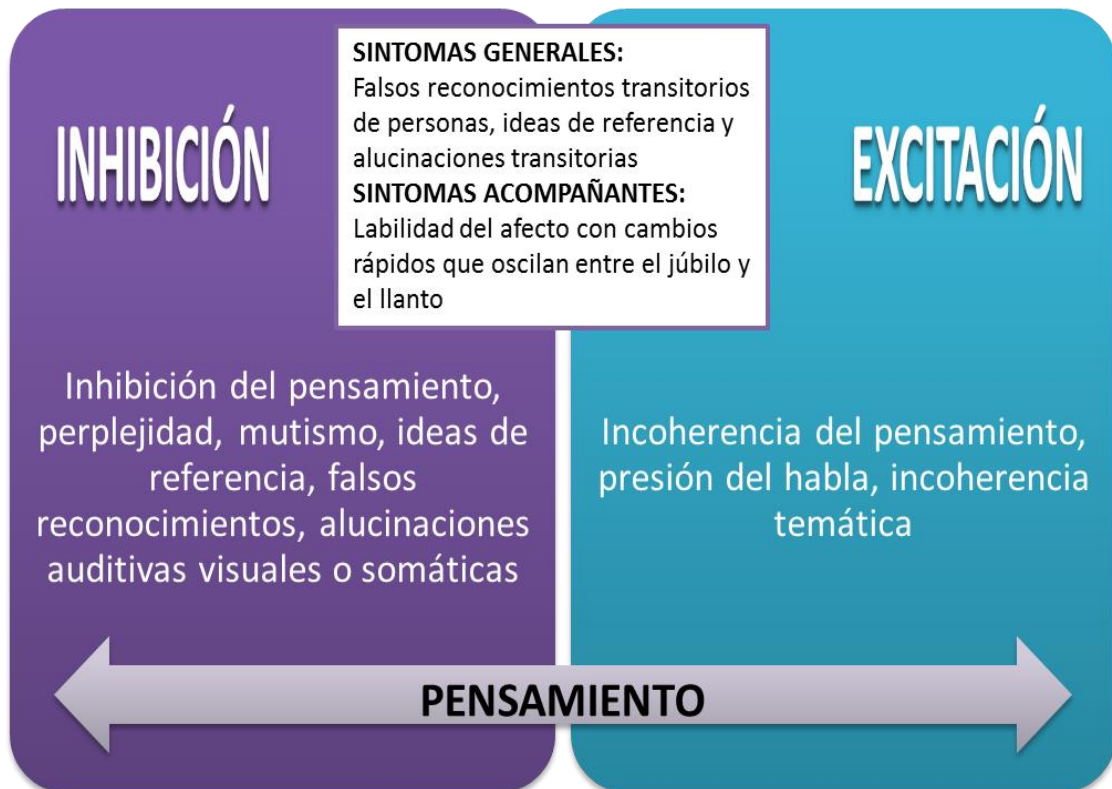 INHIBICIÓN
SINTOMAS GENERALES:
Falsos reconocimientos transitorios
de personas, ideas de referencia y
alucinaciones transitorias
SINTOMAS ACOMPAÑANTES:
Labilidad del afecto con cambios
rápidos que oscilan entre el júbilo y
el llanto
EXCITACIÓN
Inhibición del pensamiento,
perplejidad, mutismo, ideas de
referencia, falsos
reconocimientos, alucinaciones
auditivas visuales o somáticas
Incoherencia del pensamiento,
presión del habla, incoherencia
temática
PENSAMIENTO